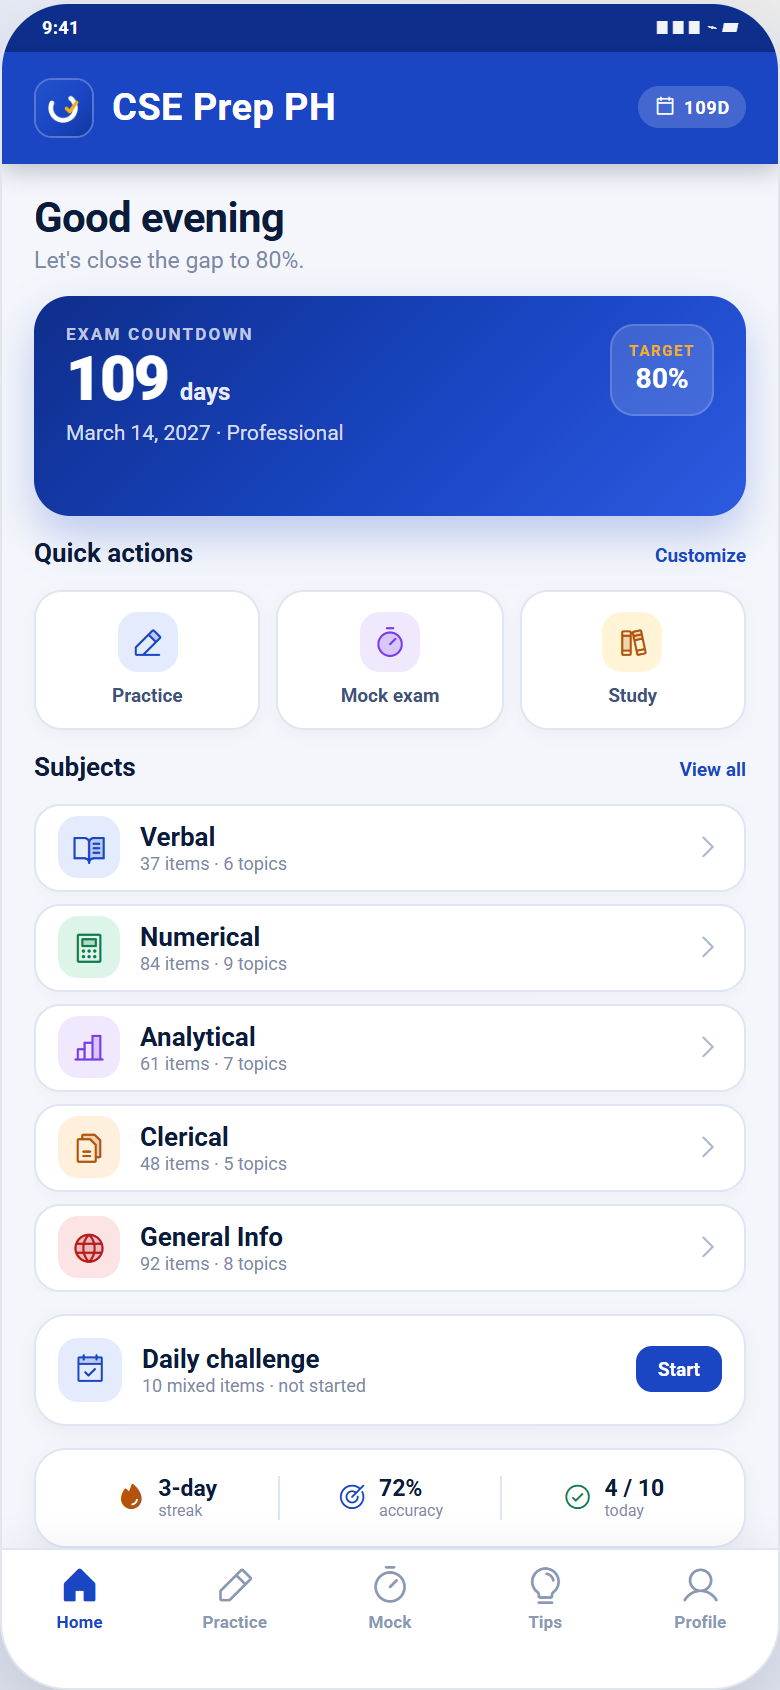 9:41
CSE Prep PH
109D
Good evening
Let's close the gap to 80%.
EXAM COUNTDOWN
109 days
March 14, 2027 · Professional
TARGET
80%
Quick actions
Customize
Practice
Mock exam
Study
Subjects
View all
Verbal
37 items · 6 topics
Numerical
84 items · 9 topics
Analytical
61 items · 7 topics
Clerical
48 items · 5 topics
General Info
92 items · 8 topics
Daily challenge
10 mixed items · not started
Start
3-day
streak
72%
accuracy
4 / 10
today
Home
Practice
Mock
Tips
Profile